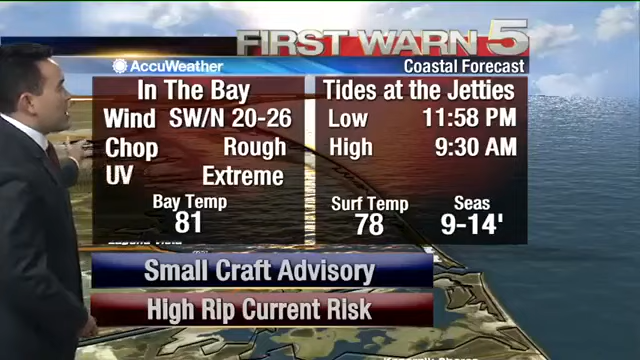 FIRST WARN 5
AccuWeather
Coastal Forecast
In The Bay
Wind SW/N 20-26
Chop Rough
UV Extreme
Bay Temp
81
Tides at the Jetties
Low 11:58 PM
High 9:30 AM
Surf Temp Seas
78 9-14'
Small Craft Advisory
High Rip Current Risk